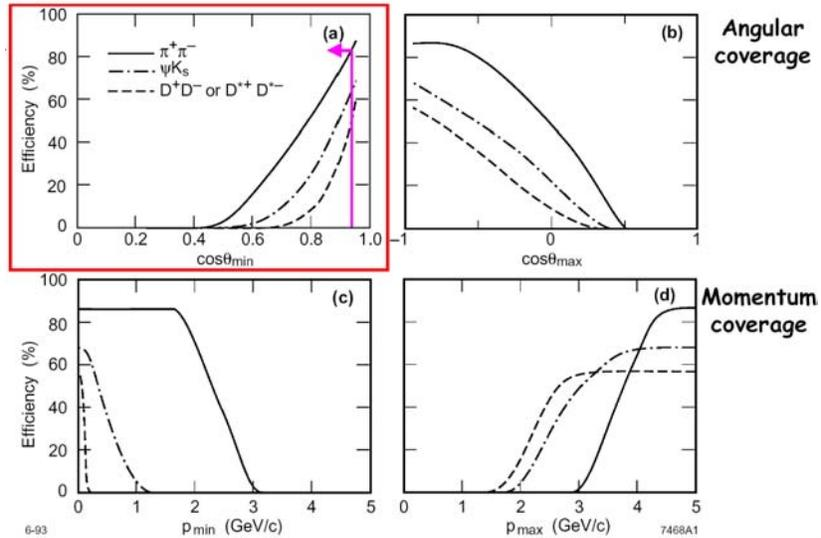 100
80
60
40
20
0
Efficiency (%)
(a)
π⁺π⁻
ψKs
D⁺D⁻ or D*⁺ D*⁻
0 0.2 0.4 0.6 0.8 1.0
cosθmin
(b)
–1 0 1
cosθmax
Angular
coverage
100
80
60
40
20
0
Efficiency (%)
(c)
0 1 2 3 4 5
p min (GeV/c)
(d)
0 1 2 3 4 5
p max (GeV/c)
Momentum
coverage
6-93
7468A1